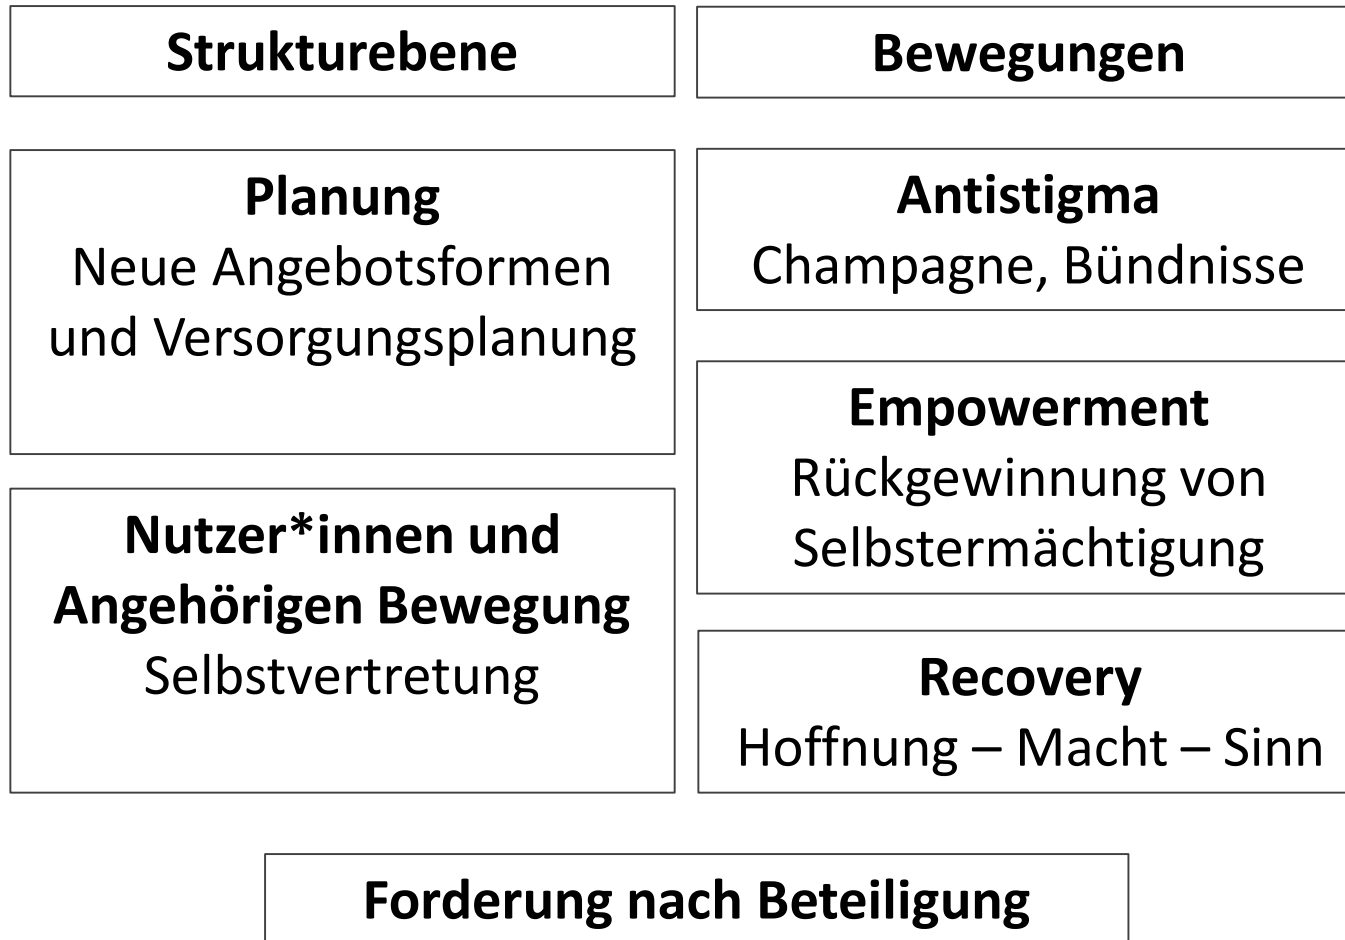 Strukturebene
Planung
Neue Angebotsformen
und Versorgungsplanung
Nutzer*innen und
Angehörigen Bewegung
Selbstvertretung
Bewegungen
Antistigma
Champagne, Bündnisse
Empowerment
Rückgewinnung von
Selbstermächtigung
Recovery
Hoffnung – Macht – Sinn
Forderung nach Beteiligung